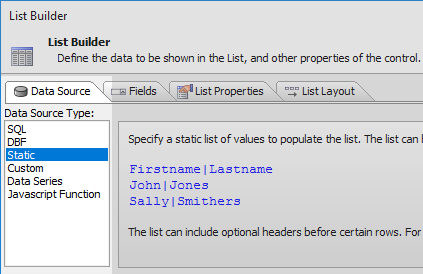 List Builder
List Builder
Define the data to be shown in the List, and other properties of the control.
Data Source
Fields
List Properties
List Layout
Data Source Type:
SQL
DBF
Static
Custom
Data Series
Javascript Function
Specify a static list of values to populate the list. The list can
Firstname|Lastname
John|Jones
Sally|Smithers
The list can include optional headers before certain rows. For